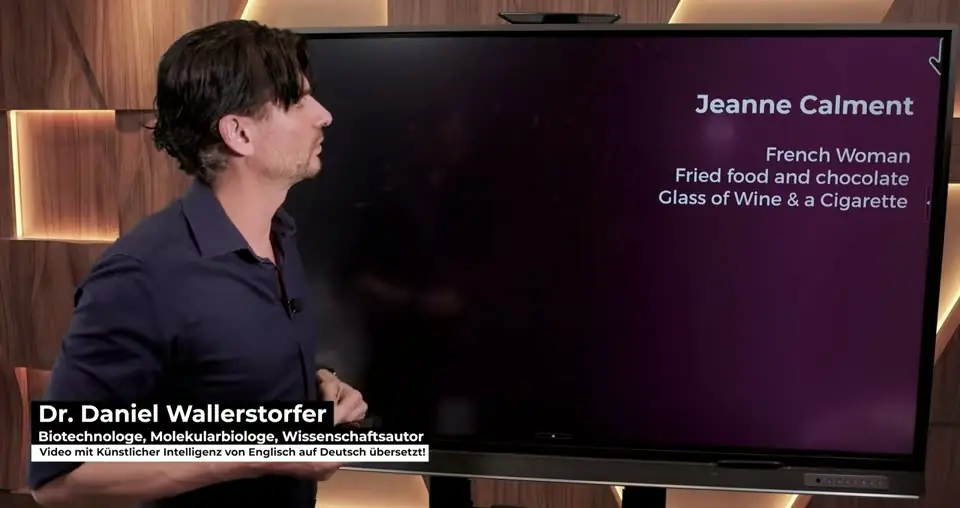 Jeanne Calment
French Woman
Fried food and chocolate
Glass of Wine & a Cigarette
Dr. Daniel Wallerstorfer
Biotechnologe, Molekularbiologe, Wissenschaftsautor
Video mit Künstlicher Intelligenz von Englisch auf Deutsch übersetzt!